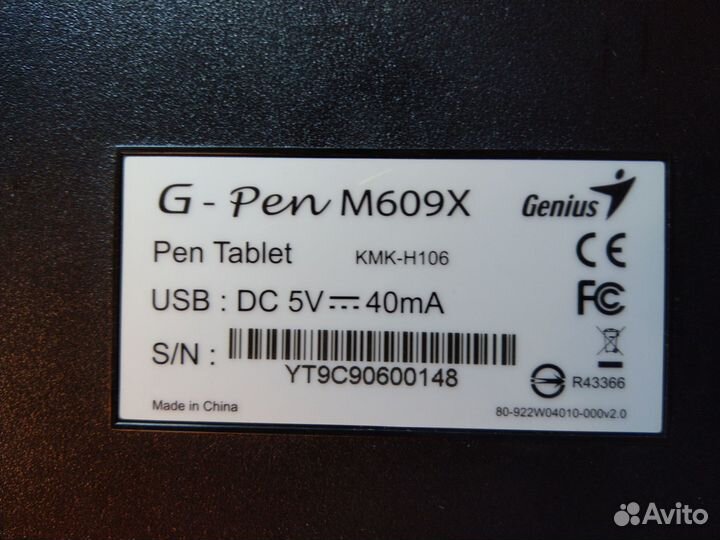 G - Pen M609X
Genius
Pen Tablet KMK-H106
CE
USB : DC 5V⎓40mA
FC
S/N :
YT9C90600148
R43366
Made in China
80-922W04010-000v2.0
Avito